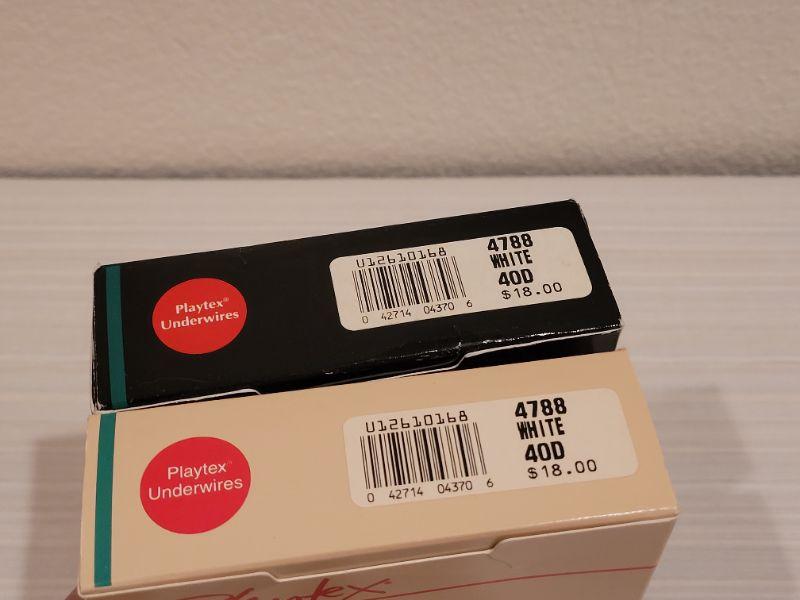 Playtex®
Underwires
U12610168
0 42714 04370 6
4788
WHITE
40D
$18.00
Playtex®
Underwires
U12610168
0 42714 04370 6
4788
WHITE
40D
$18.00
Playtex®